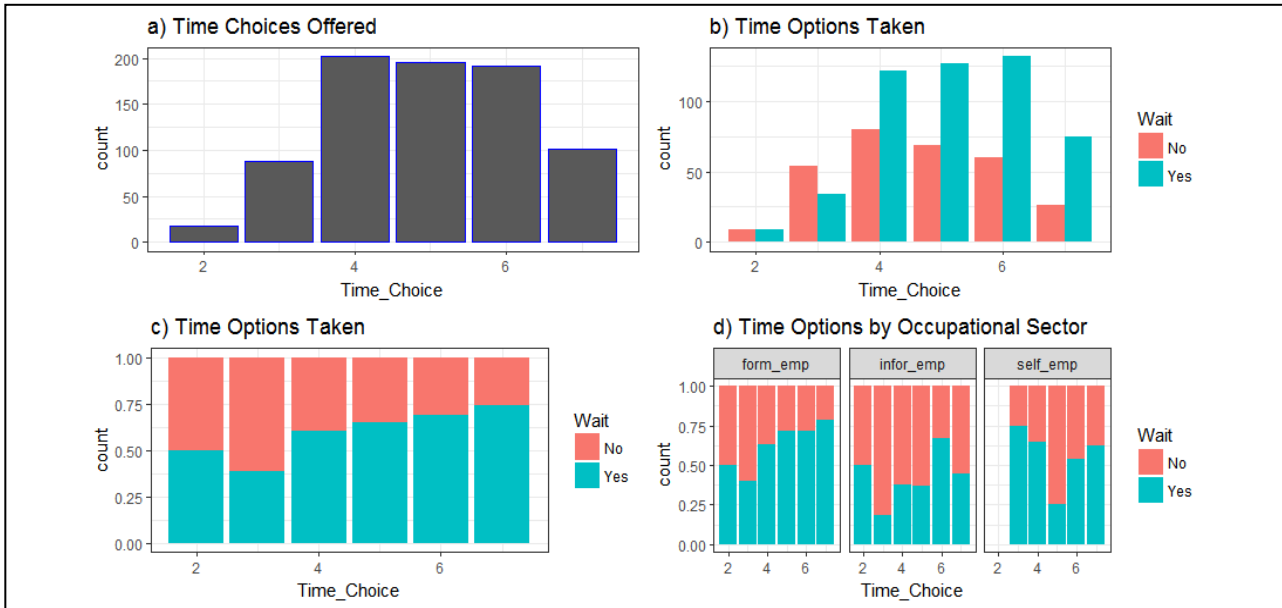 a) Time Choices Offered
200
150
100
50
0
count
2 4 6
Time_Choice
b) Time Options Taken
100
50
0
count
2 4 6
Time_Choice
Wait
No
Yes
c) Time Options Taken
1.00
0.75
0.50
0.25
0.00
count
2 4 6
Time_Choice
Wait
No
Yes
d) Time Options by Occupational Sector
form_emp infor_emp self_emp
1.00
0.75
0.50
0.25
0.00
count
2 4 6 2 4 6 2 4 6
Time_Choice
Wait
No
Yes